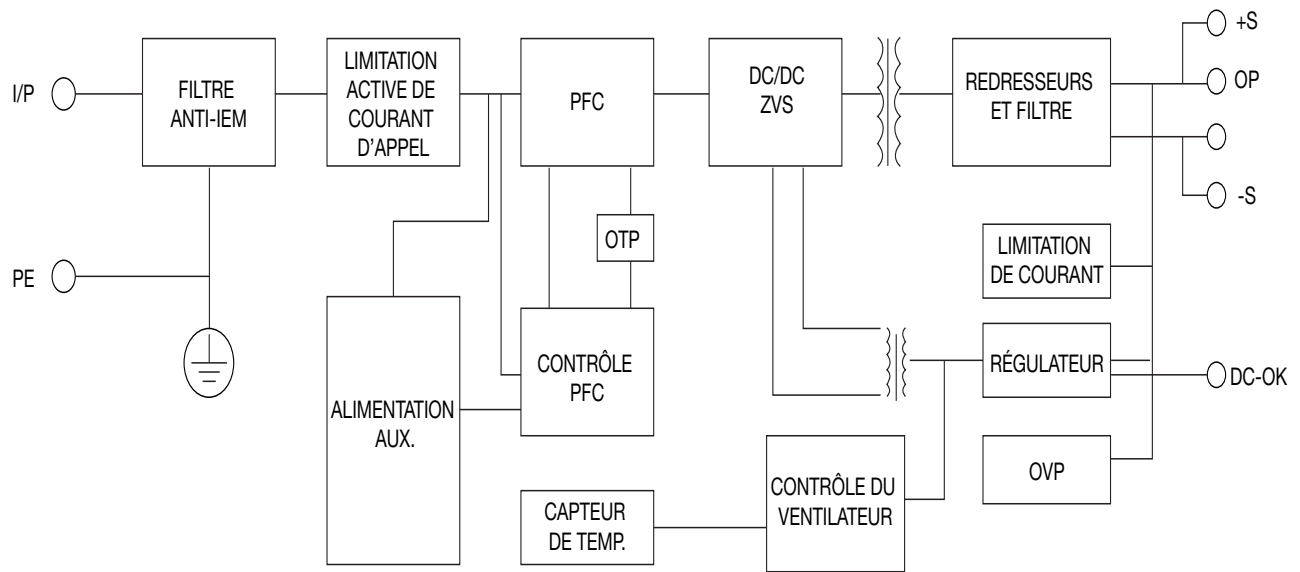 +S
I/P
FILTRE
ANTI-IEM
LIMITATION
ACTIVE DE
COURANT
D'APPEL
PFC
DC/DC
ZVS
REDRESSEURS
ET FILTRE
OP
-S
OTP
LIMITATION
DE COURANT
PE
ALIMENTATION
AUX.
CONTRÔLE
PFC
RÉGULATEUR
DC-OK
OVP
CAPTEUR
DE TEMP.
CONTRÔLE DU
VENTILATEUR